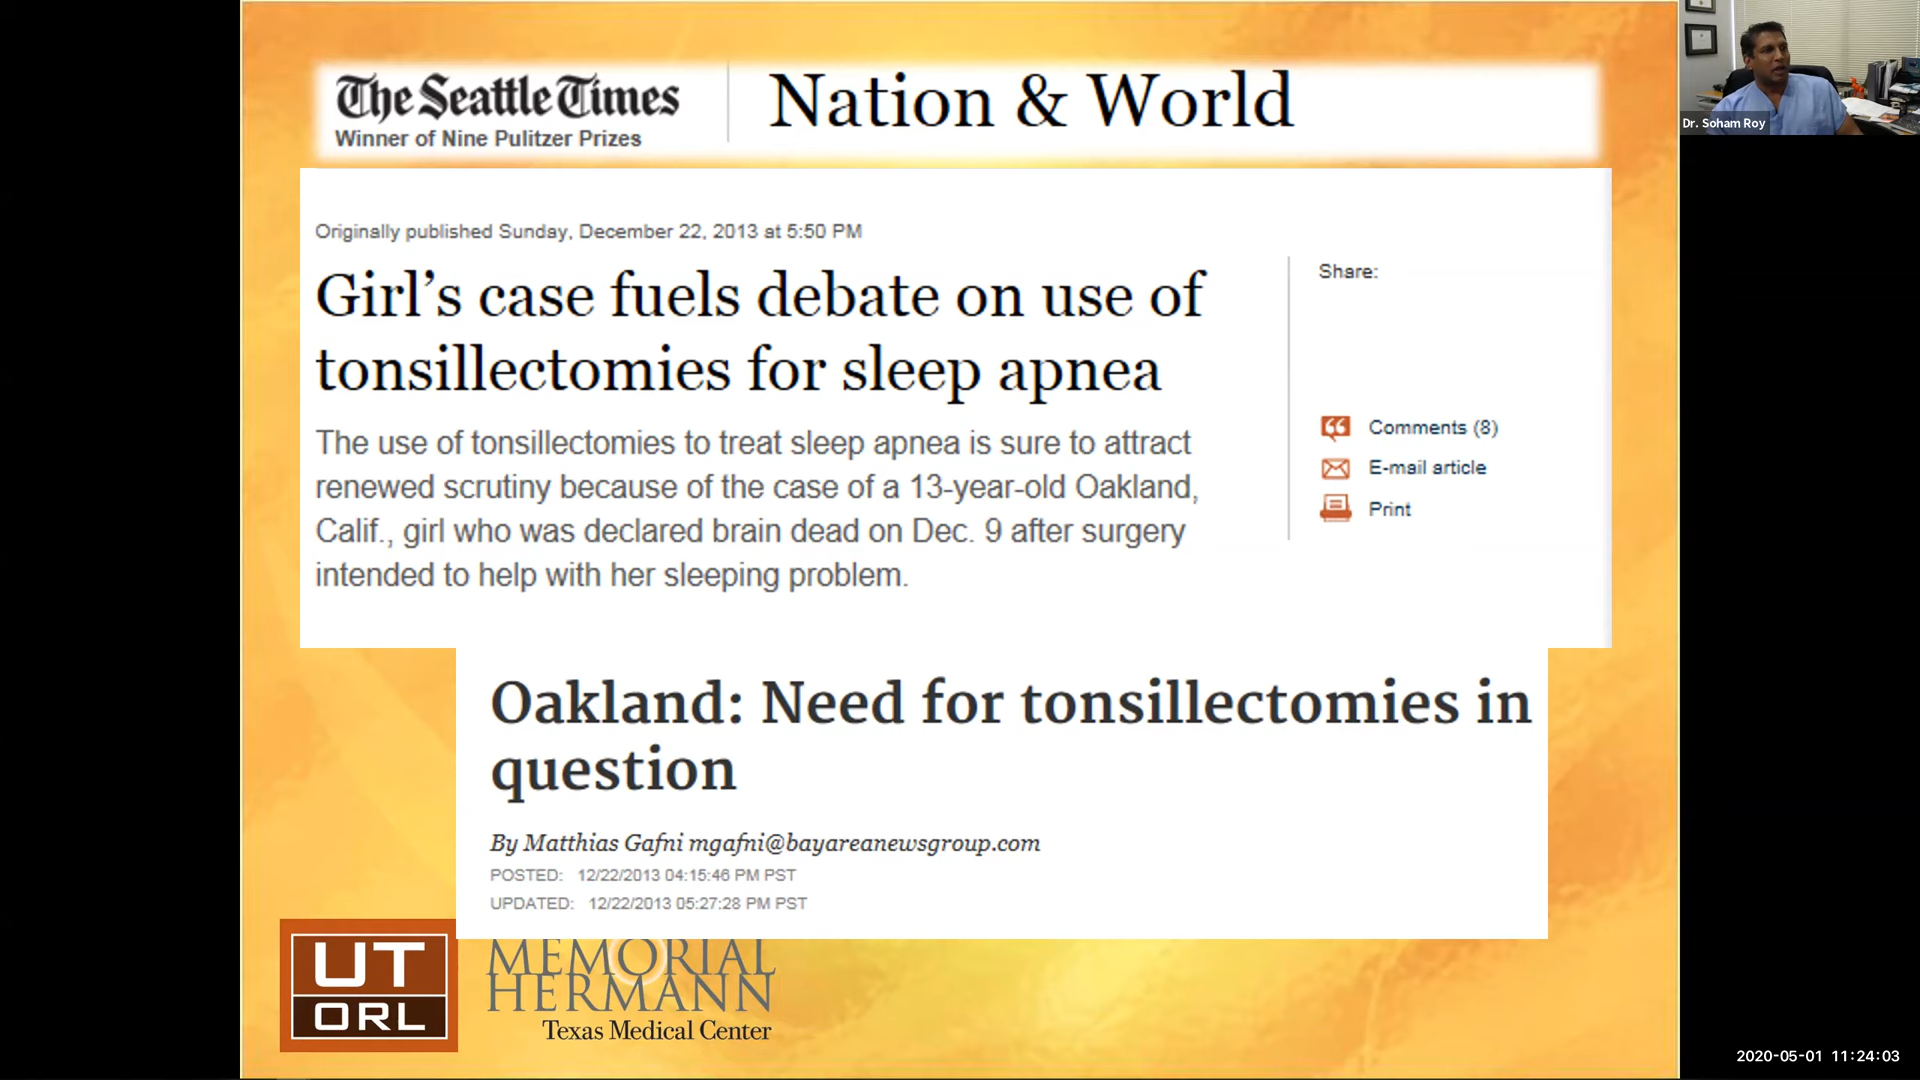 The Seattle Times
Winner of Nine Pulitzer Prizes
Nation & World
Dr. Soham Roy
Originally published Sunday, December 22, 2013 at 5:50 PM
Girl's case fuels debate on use of
tonsillectomies for sleep apnea
The use of tonsillectomies to treat sleep apnea is sure to attract
renewed scrutiny because of the case of a 13-year-old Oakland,
Calif., girl who was declared brain dead on Dec. 9 after surgery
intended to help with her sleeping problem.
Share:
Comments (8)
E-mail article
Print
Oakland: Need for tonsillectomies in
question
By Matthias Gafni mgafni@bayareanewsgroup.com
POSTED: 12/22/2013 04:15:46 PM PST
UPDATED: 12/22/2013 05:27:28 PM PST
UT
ORL
MEMORIAL
HERMANN
Texas Medical Center
2020-05-01 11:24:03